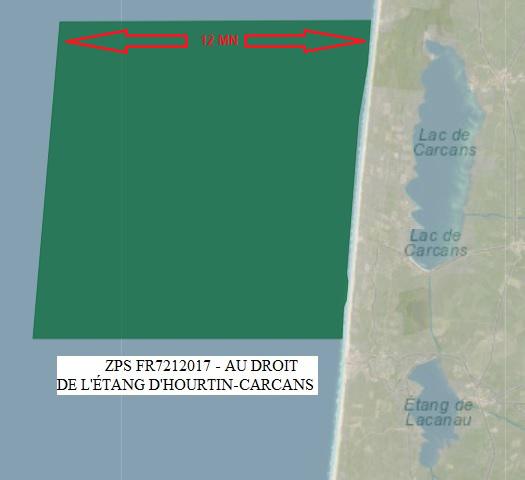 12 MN
Lac de
Carcans
Lac de
Carcans
ZPS FR7212017 - AU DROIT
DE L'ÉTANG D'HOURTIN-CARCANS
Étang de
Lacanau